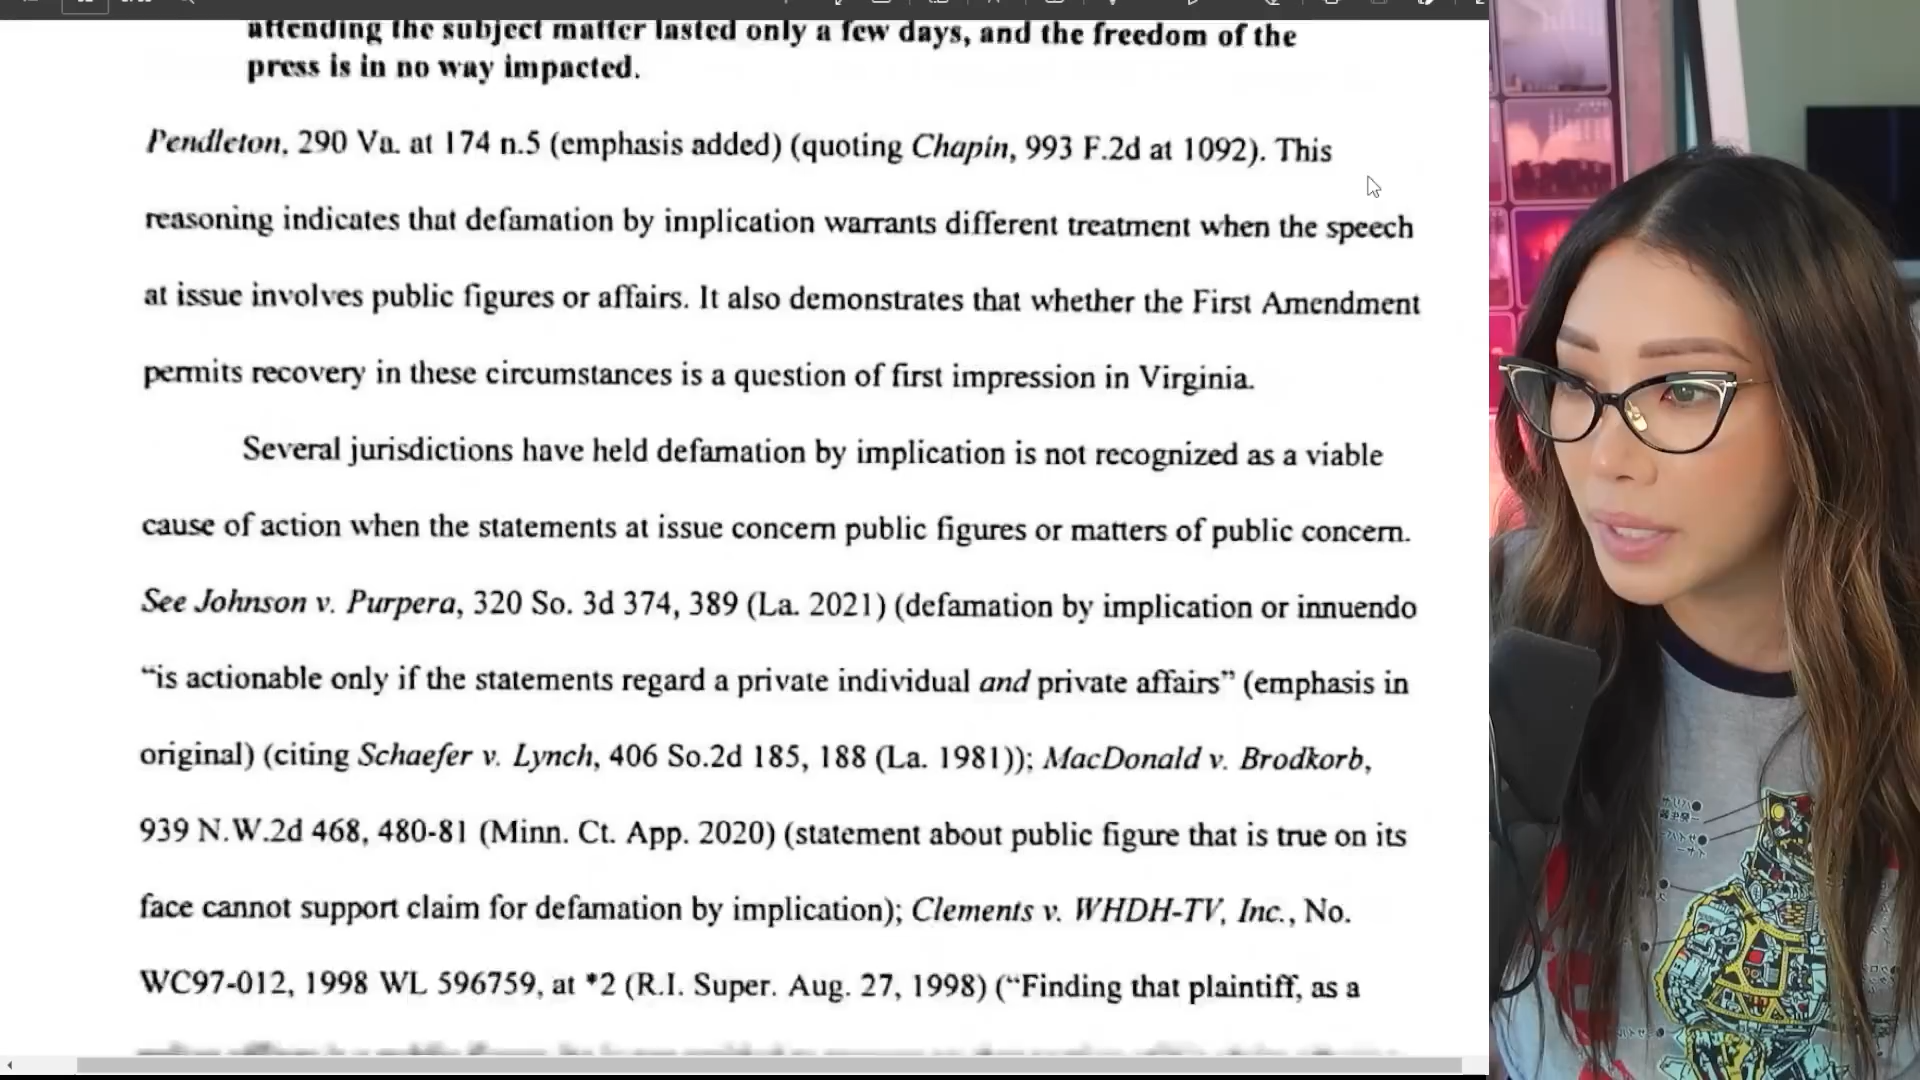 attending the subject matter lasted only a few days, and the freedom of the
press is in no way impacted.
Pendleton, 290 Va. at 174 n.5 (emphasis added) (quoting Chapin, 993 F.2d at 1092). This
reasoning indicates that defamation by implication warrants different treatment when the speech
at issue involves public figures or affairs. It also demonstrates that whether the First Amendment
permits recovery in these circumstances is a question of first impression in Virginia.
Several jurisdictions have held defamation by implication is not recognized as a viable
cause of action when the statements at issue concern public figures or matters of public concern.
See Johnson v. Purpera, 320 So. 3d 374, 389 (La. 2021) (defamation by implication or innuendo
“is actionable only if the statements regard a private individual and private affairs” (emphasis in
original) (citing Schaefer v. Lynch, 406 So.2d 185, 188 (La. 1981)); MacDonald v. Brodkorb,
939 N.W.2d 468, 480-81 (Minn. Ct. App. 2020) (statement about public figure that is true on its
face cannot support claim for defamation by implication); Clements v. WHDH-TV, Inc., No.
WC97-012, 1998 WL 596759, at *2 (R.I. Super. Aug. 27, 1998) (“Finding that plaintiff, as a